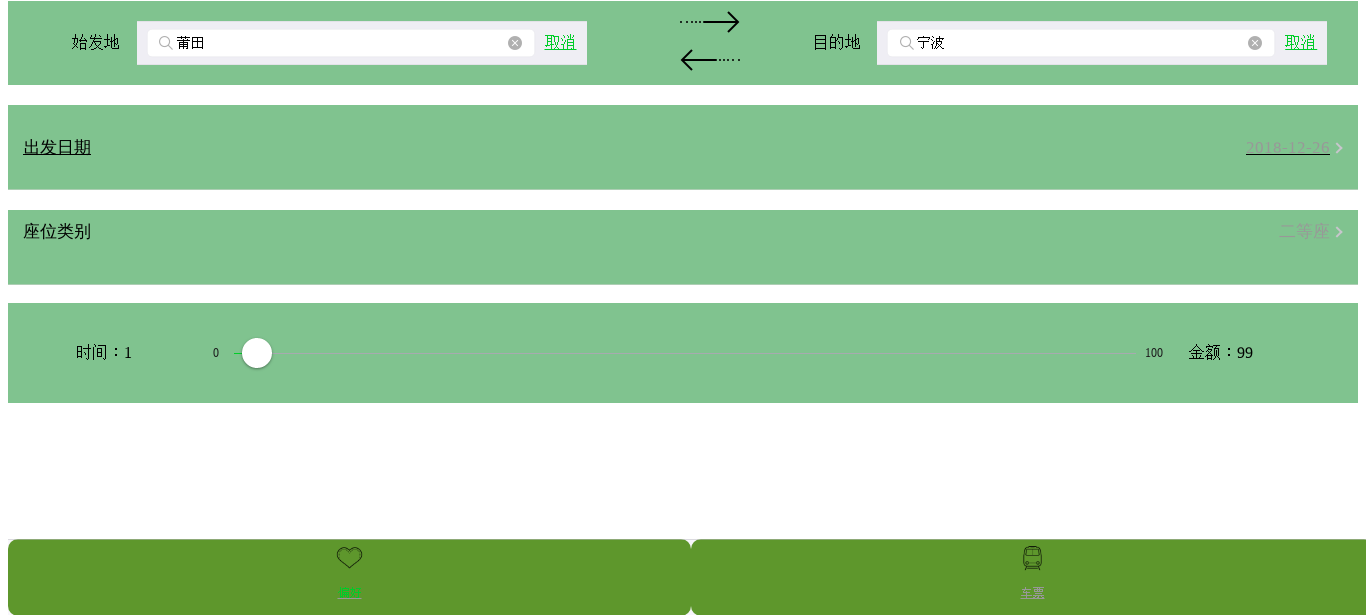 始发地 莆田 取消 目的地 宁波 取消
出发日期 2018-12-26
座位类别 二等座
时间：1 0 100 金额：99
车票